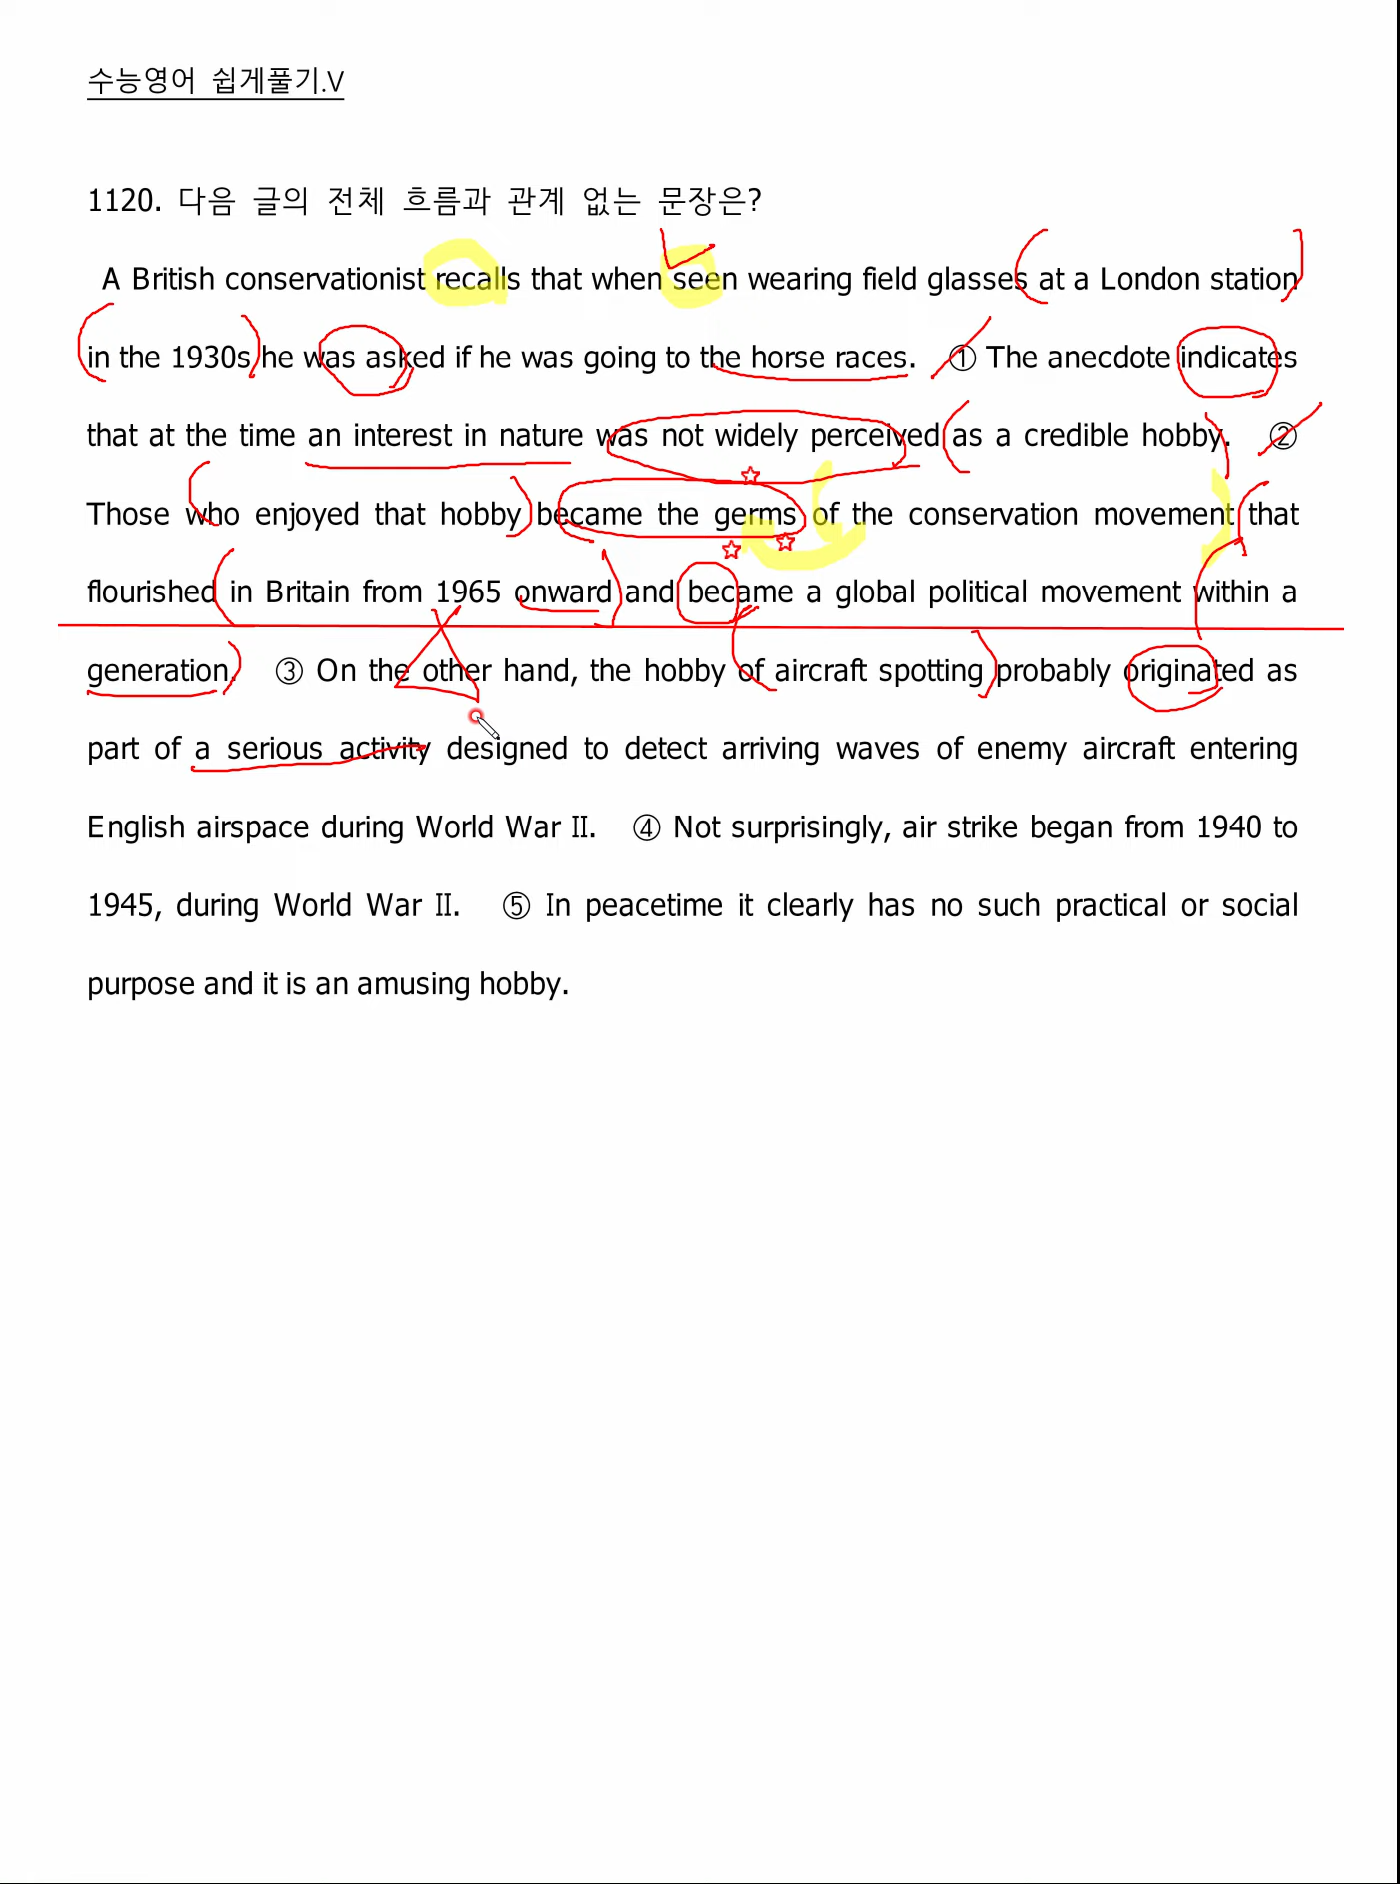 수능영어 쉽게풀기.V
1120. 다음 글의 전체 흐름과 관계 없는 문장은?
A British conservationist recalls that when seen wearing field glasses at a London station
in the 1930s he was asked if he was going to the horse races. ① The anecdote indicates
that at the time an interest in nature was not widely perceived as a credible hobby. ②
Those who enjoyed that hobby became the germs of the conservation movement that
flourished in Britain from 1965 onward and became a global political movement within a
generation. ③ On the other hand, the hobby of aircraft spotting probably originated as
part of a serious activity designed to detect arriving waves of enemy aircraft entering
English airspace during World War Ⅱ. ④ Not surprisingly, air strike began from 1940 to
1945, during World War Ⅱ. ⑤ In peacetime it clearly has no such practical or social
purpose and it is an amusing hobby.